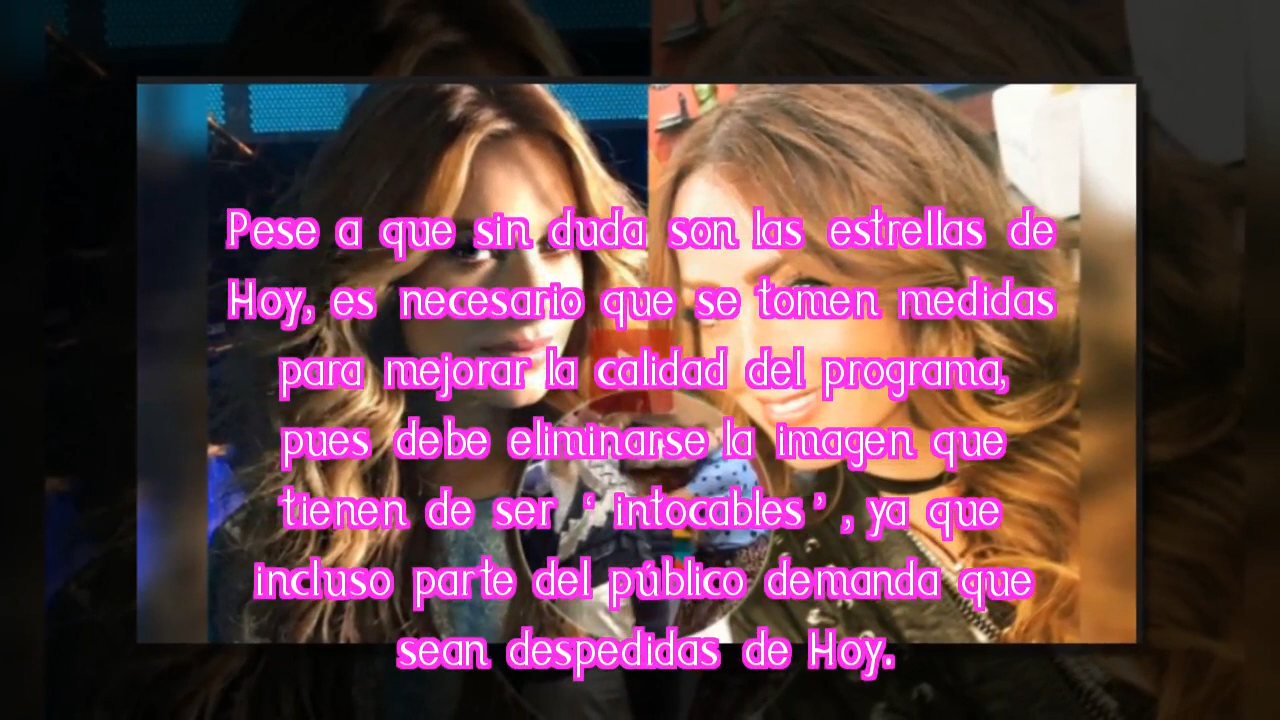 Pese a que sin duda son las estrellas de
Hoy, es necesario que se tomen medidas
para mejorar la calidad del programa,
pues debe eliminarse la imagen que
tienen de ser ‘ intocables ’ , ya que
incluso parte del público demanda que
sean despedidas de Hoy.